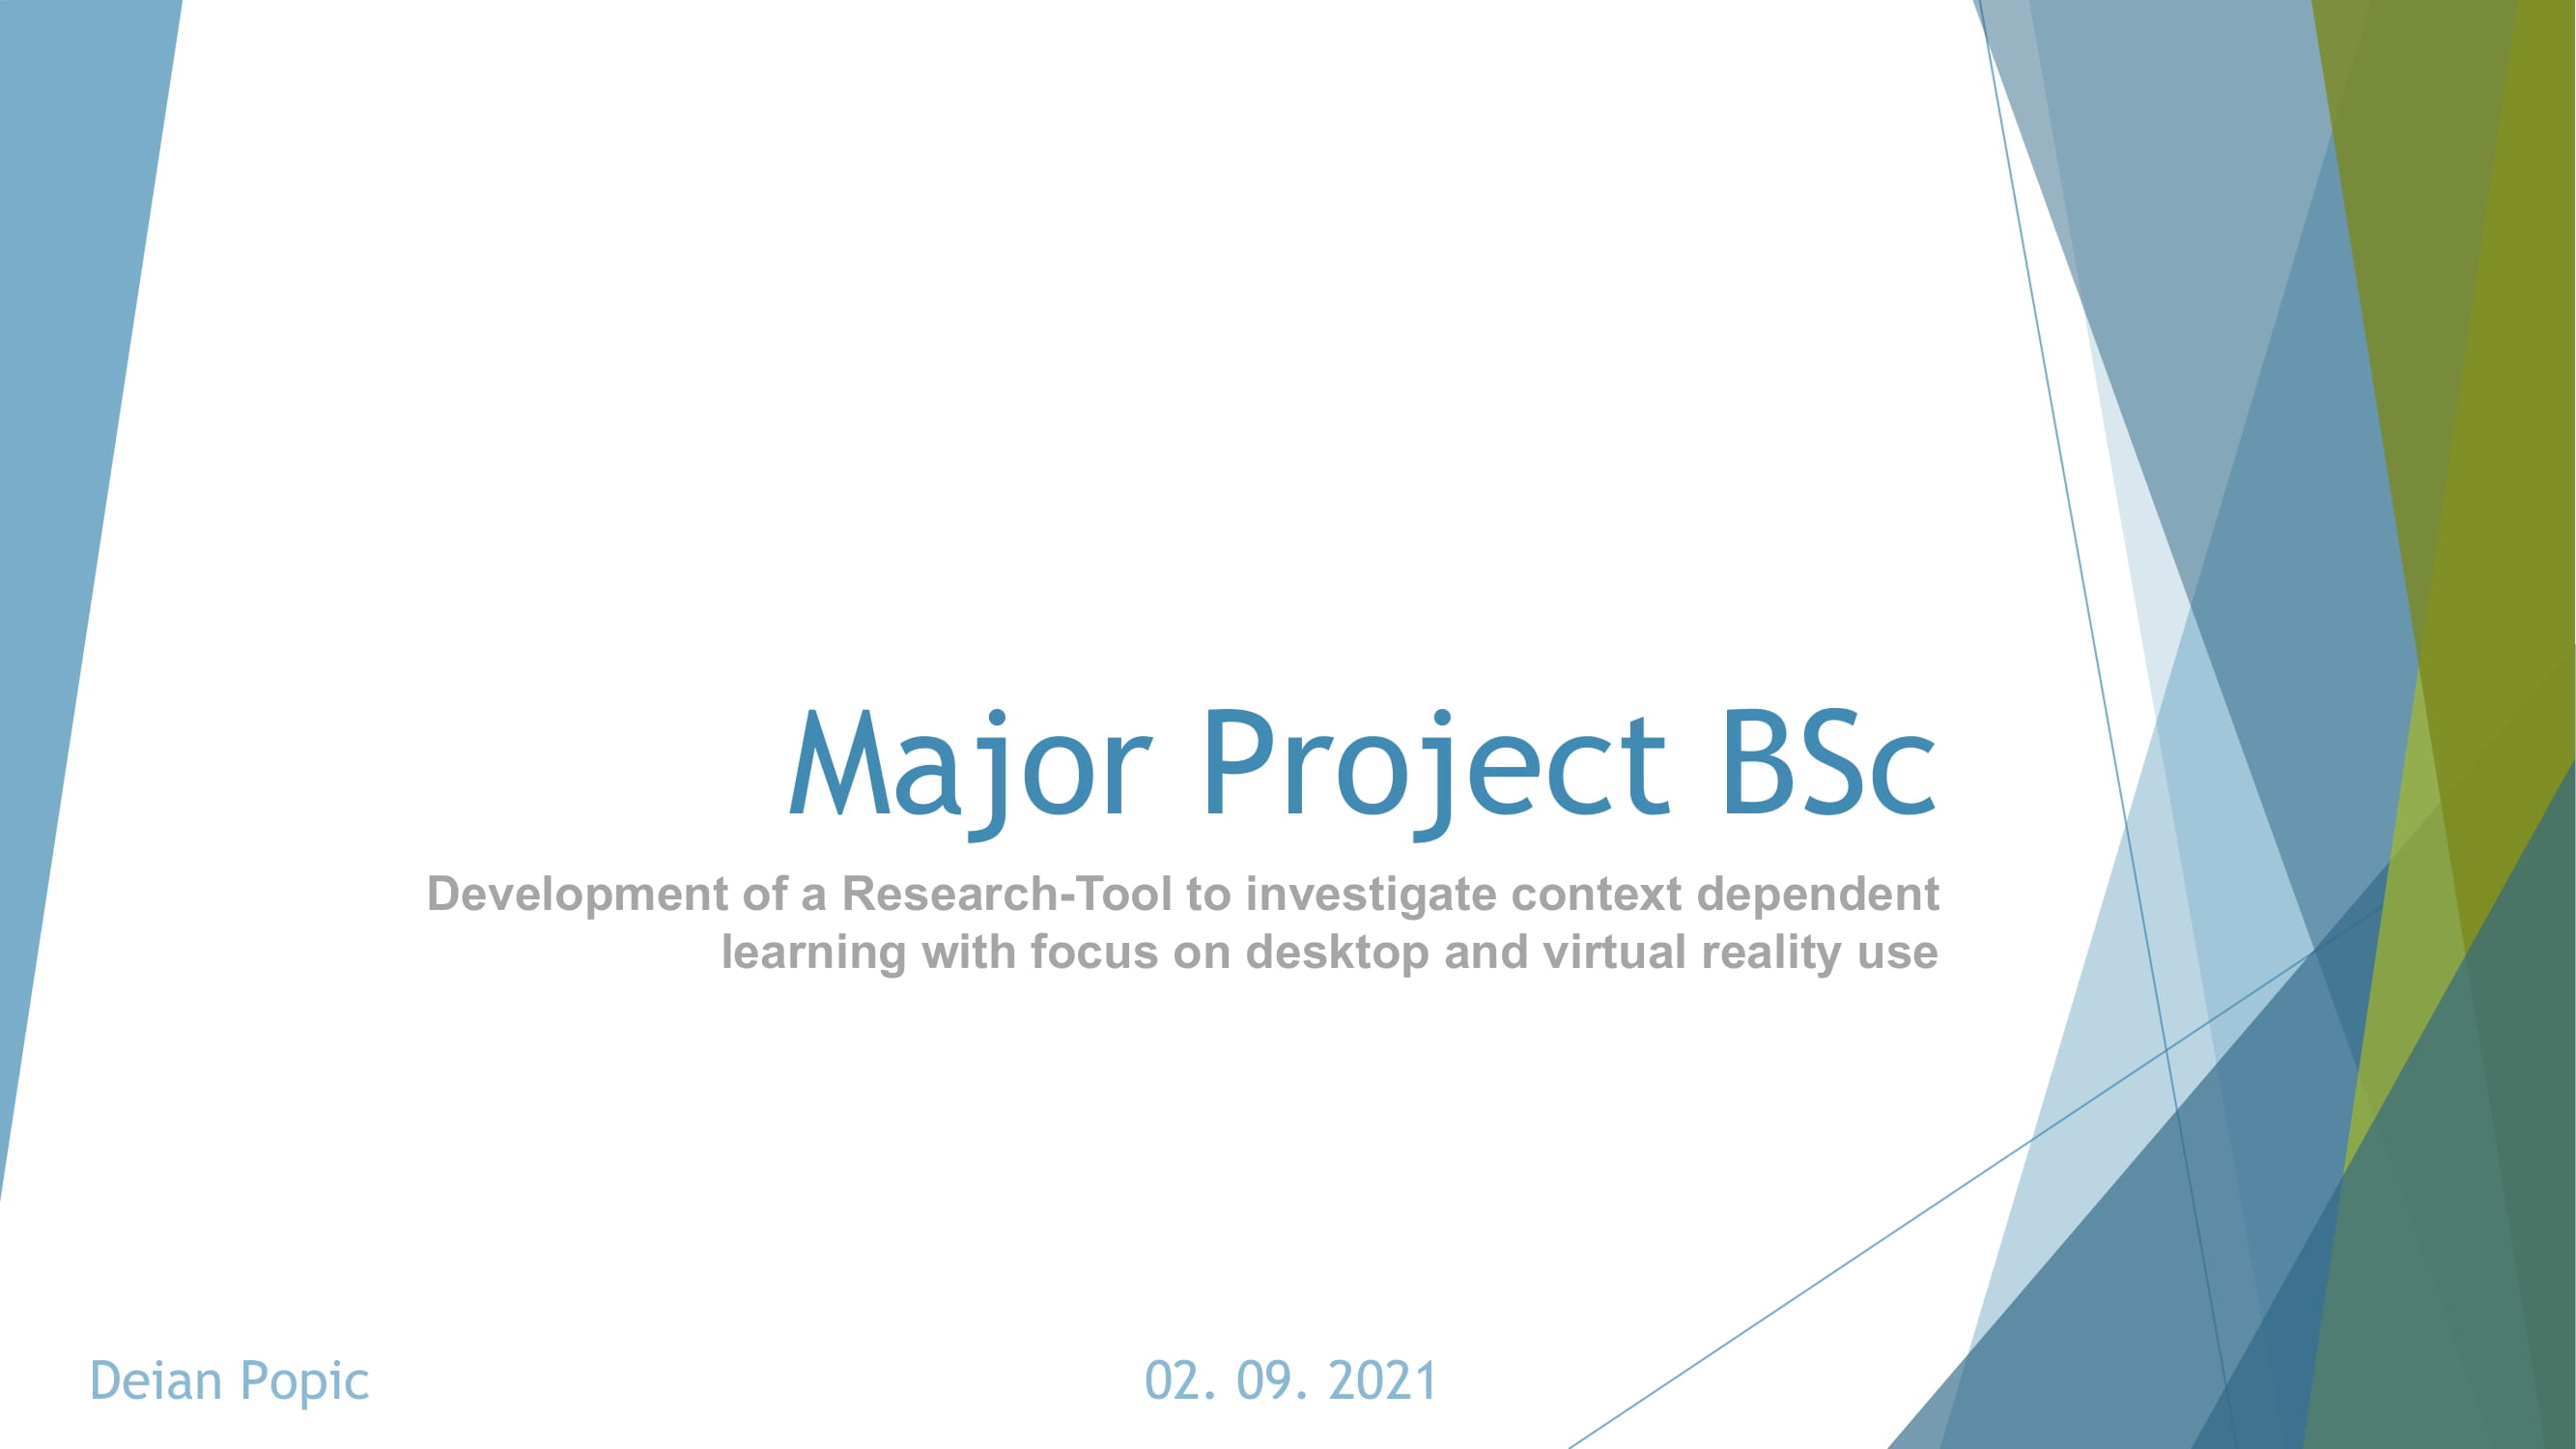 Major Project BSc
Development of a Research-Tool to investigate context dependent
learning with focus on desktop and virtual reality use
Deian Popic
02. 09. 2021